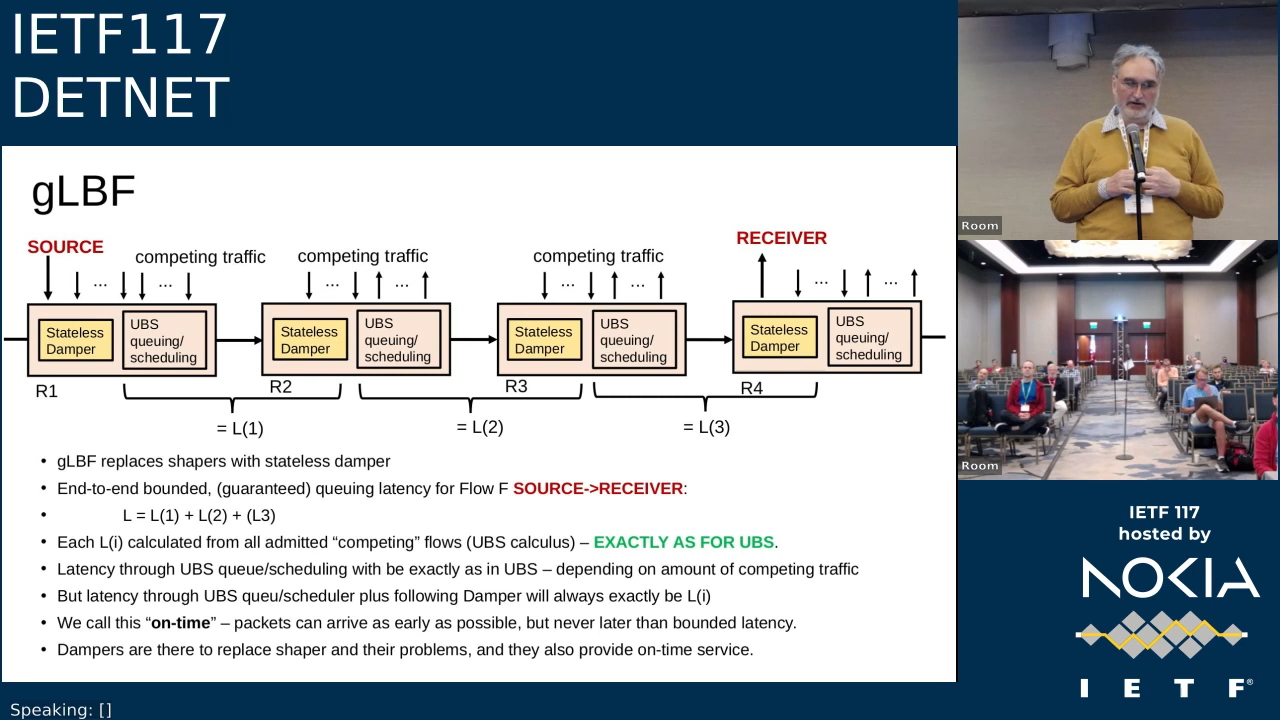 IETF117
DETNET
gLBF
SOURCE
competing traffic
competing traffic
competing traffic
RECEIVER
...
...
...
...
...
...
...
...
Stateless
Damper
UBS
queuing/
scheduling
Stateless
Damper
UBS
queuing/
scheduling
Stateless
Damper
UBS
queuing/
scheduling
Stateless
Damper
UBS
queuing/
scheduling
R1
R2
R3
R4
= L(1)
= L(2)
= L(3)
• gLBF replaces shapers with stateless damper
• End-to-end bounded, (guaranteed) queuing latency for Flow F SOURCE->RECEIVER:
• L = L(1) + L(2) + (L3)
• Each L(i) calculated from all admitted “competing” flows (UBS calculus) – EXACTLY AS FOR UBS.
• Latency through UBS queue/scheduling with be exactly as in UBS – depending on amount of competing traffic
• But latency through UBS queu/scheduler plus following Damper will always exactly be L(i)
• We call this “on-time” – packets can arrive as early as possible, but never later than bounded latency.
• Dampers are there to replace shaper and their problems, and they also provide on-time service.
Room
Room
IETF 117
hosted by
NOKIA
I E T F®
Speaking: []